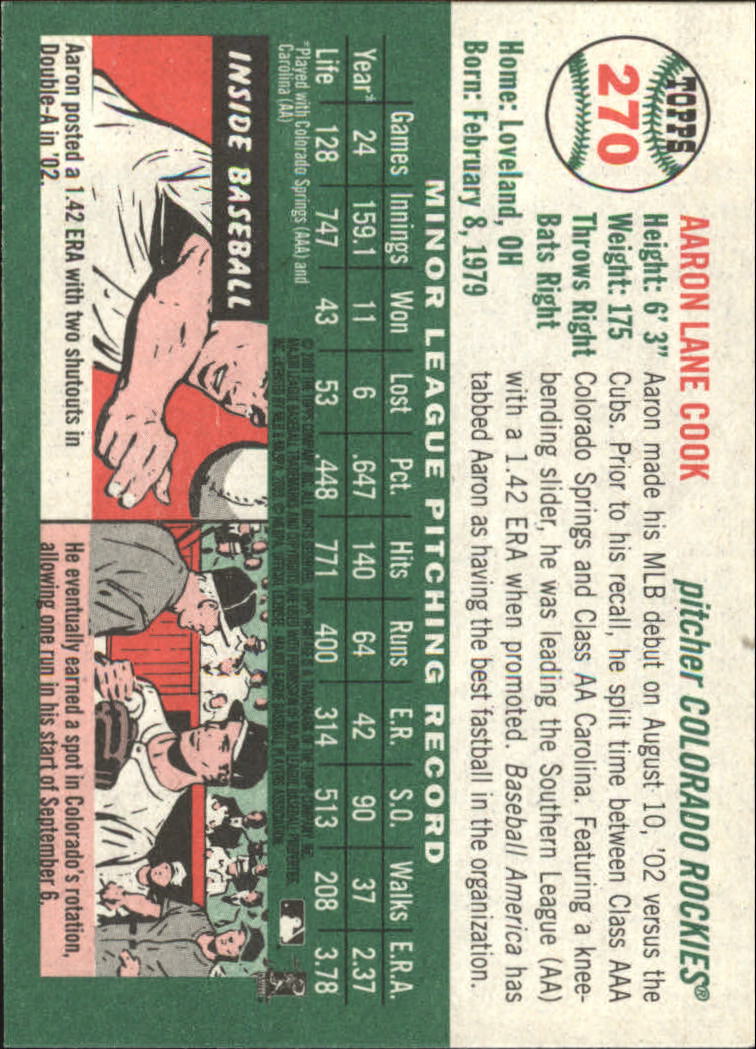 TOPPS
270
AARON LANE COOK
pitcher COLORADO ROCKIES®
Height: 6' 3"
Weight: 175
Throws Right
Bats Right
Home: Loveland, OH
Born: February 8, 1979
Aaron made his MLB debut on August 10, '02 versus the
Cubs. Prior to his recall, he split time between Class AAA
Colorado Springs and Class AA Carolina. Featuring a knee-
bending slider, he was leading the Southern League (AA)
with a 1.42 ERA when promoted. Baseball America has
tabbed Aaron as having the best fastball in the organization.
MINOR LEAGUE PITCHING RECORD
Games Innings Won Lost Pct. Hits Runs E.R. S.O. Walks E.R.A.
Year* 24 159.1 11 6 .647 140 64 42 90 37 2.37
Life 128 747 43 53 .448 771 400 314 513 208 3.78
*Played with Colorado Springs (AAA) and
Carolina (AA)
INSIDE BASEBALL
Aaron posted a 1.42 ERA with two shutouts in
Double-A in '02.
He eventually earned a spot in Colorado's rotation,
allowing one run in his start of September 6.